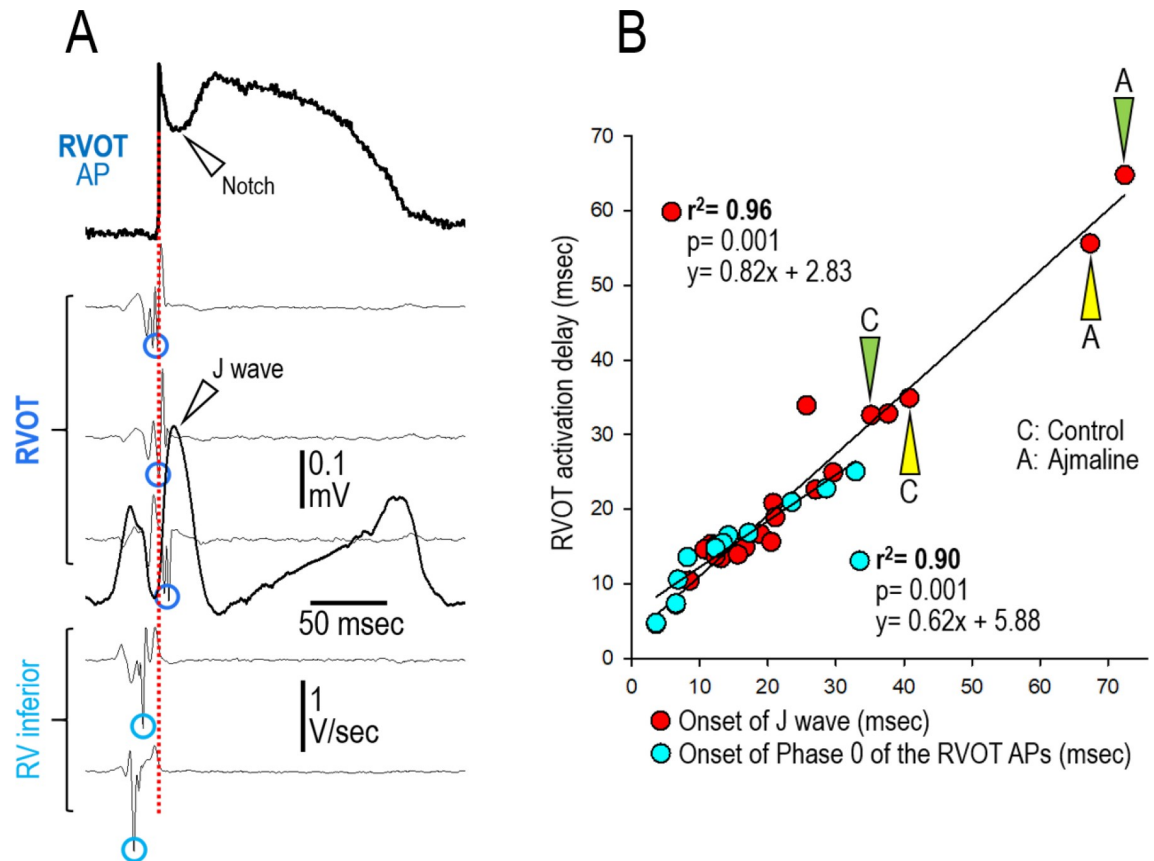 A
RVOT
AP
Notch
RVOT
J wave
0.1
mV
50 msec
RV inferior
1
V/sec
B
RVOT activation delay (msec)
70
60
50
40
30
20
10
0
r²= 0.96
p= 0.001
y= 0.82x + 2.83
A
A
C
C
C: Control
A: Ajmaline
r²= 0.90
p= 0.001
y= 0.62x + 5.88
0 10 20 30 40 50 60 70
Onset of J wave (msec)
Onset of Phase 0 of the RVOT APs (msec)